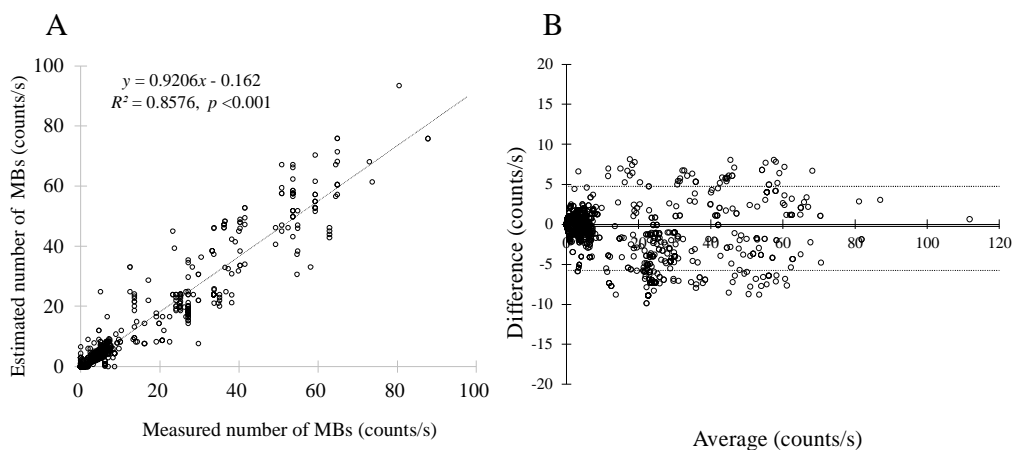 A
B
y = 0.9206x - 0.162
R² = 0.8576, p <0.001
Estimated number of MBs (counts/s)
100
80
60
40
20
0
0 20 40 60 80 100
Measured number of MBs (counts/s)
Difference (counts/s)
20
15
10
5
0
-5
-10
-15
-20
0 20 40 60 80 100 120
Average (counts/s)